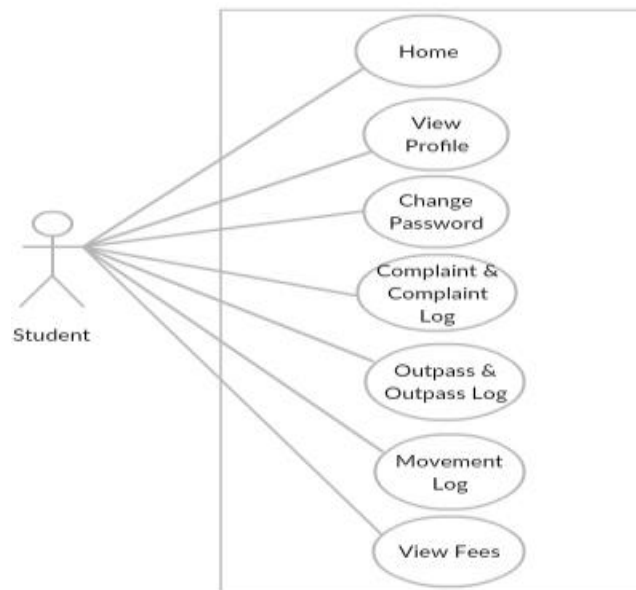 Home
View
Profile
Change
Password
Complaint &
Complaint
Log
Outpass &
Outpass Log
Movement
Log
View Fees
Student